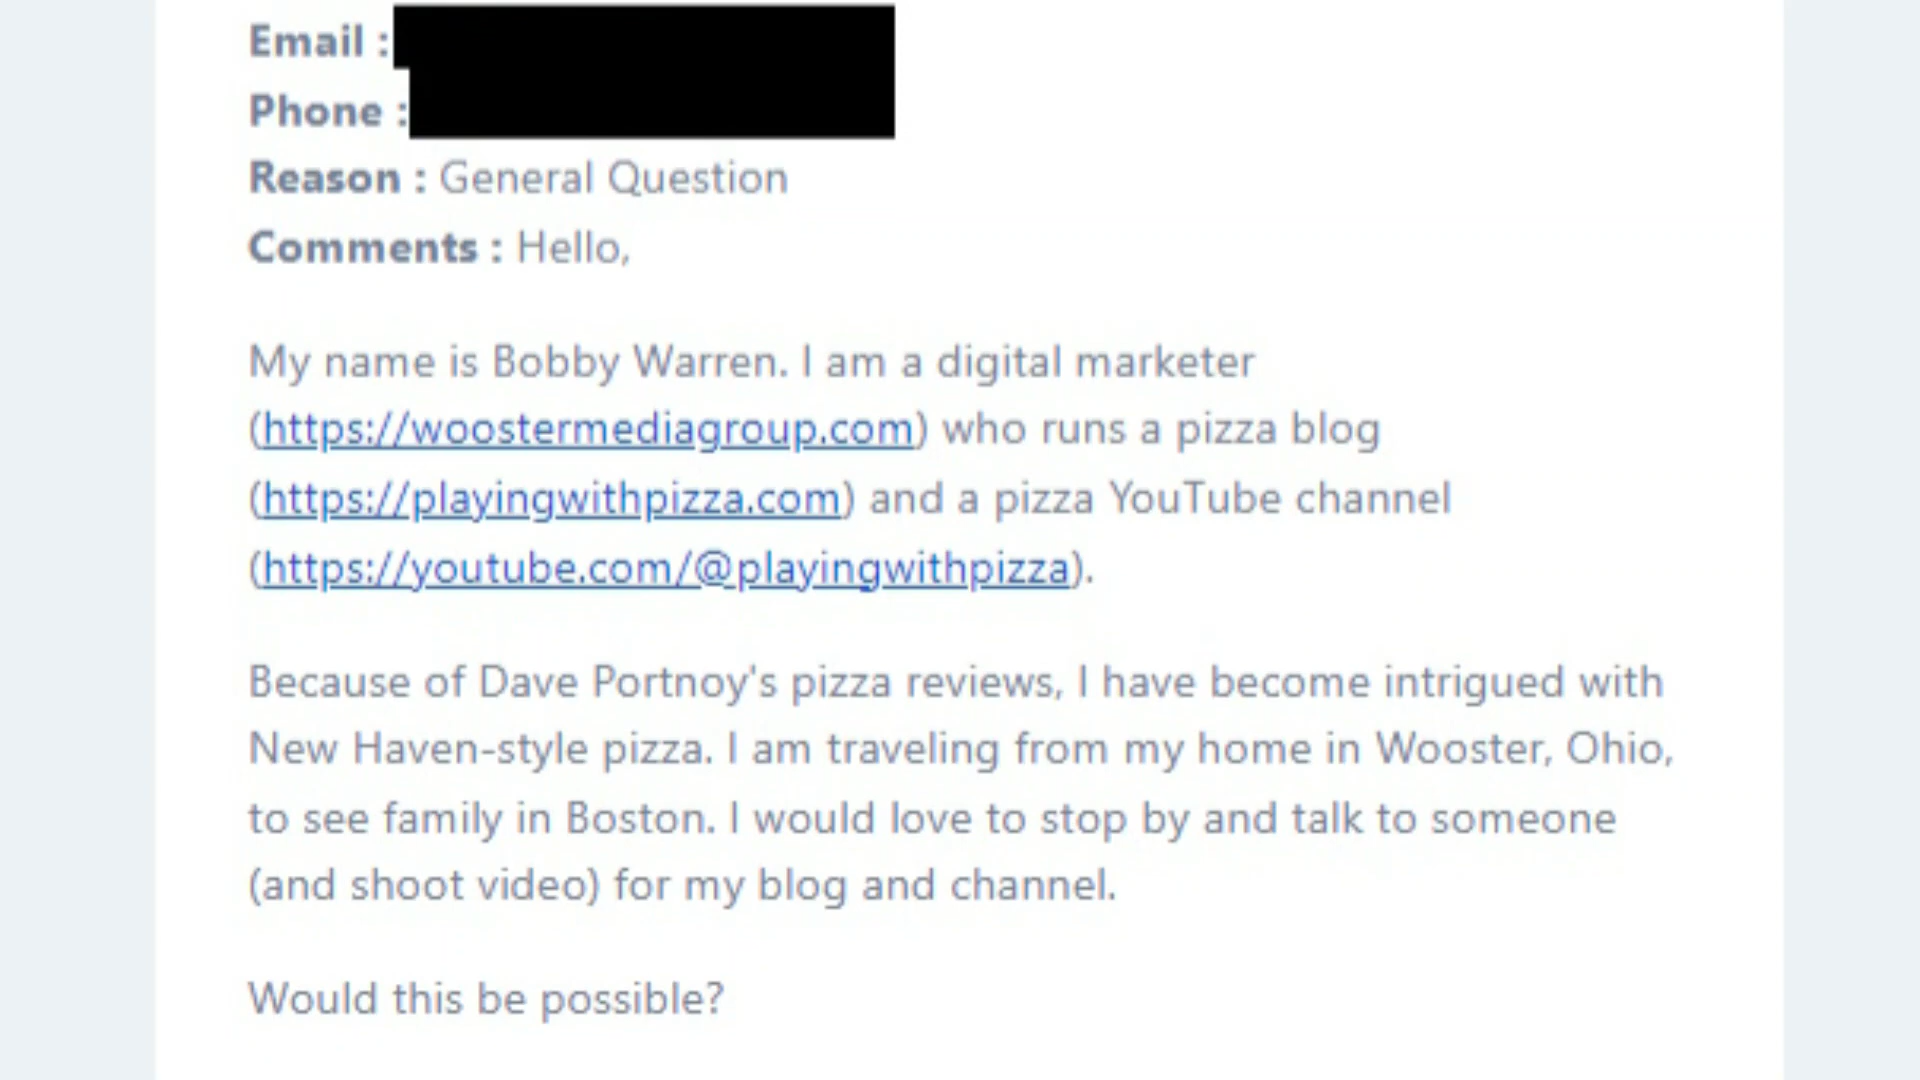 Email :
Phone :
Reason : General Question
Comments : Hello,
My name is Bobby Warren. I am a digital marketer
(https://woostermediagroup.com) who runs a pizza blog
(https://playingwithpizza.com) and a pizza YouTube channel
(https://youtube.com/@playingwithpizza).
Because of Dave Portnoy's pizza reviews, I have become intrigued with
New Haven-style pizza. I am traveling from my home in Wooster, Ohio,
to see family in Boston. I would love to stop by and talk to someone
(and shoot video) for my blog and channel.
Would this be possible?